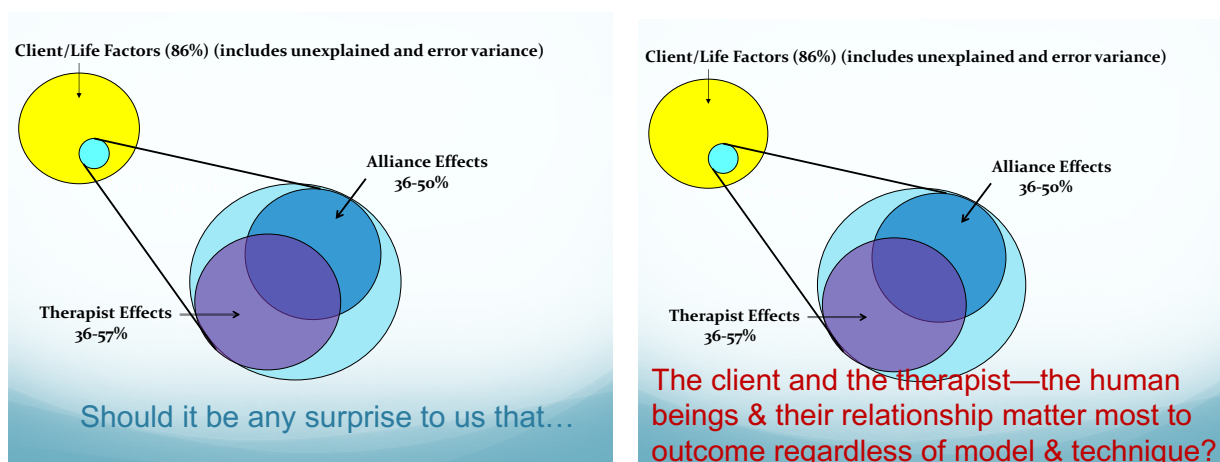 Client/Life Factors (86%) (includes unexplained and error variance)
Alliance Effects
36-50%
Therapist Effects
36-57%
Should it be any surprise to us that…
Client/Life Factors (86%) (includes unexplained and error variance)
Alliance Effects
36-50%
Therapist Effects
36-57%
The client and the therapist—the human
beings & their relationship matter most to
outcome regardless of model & technique?